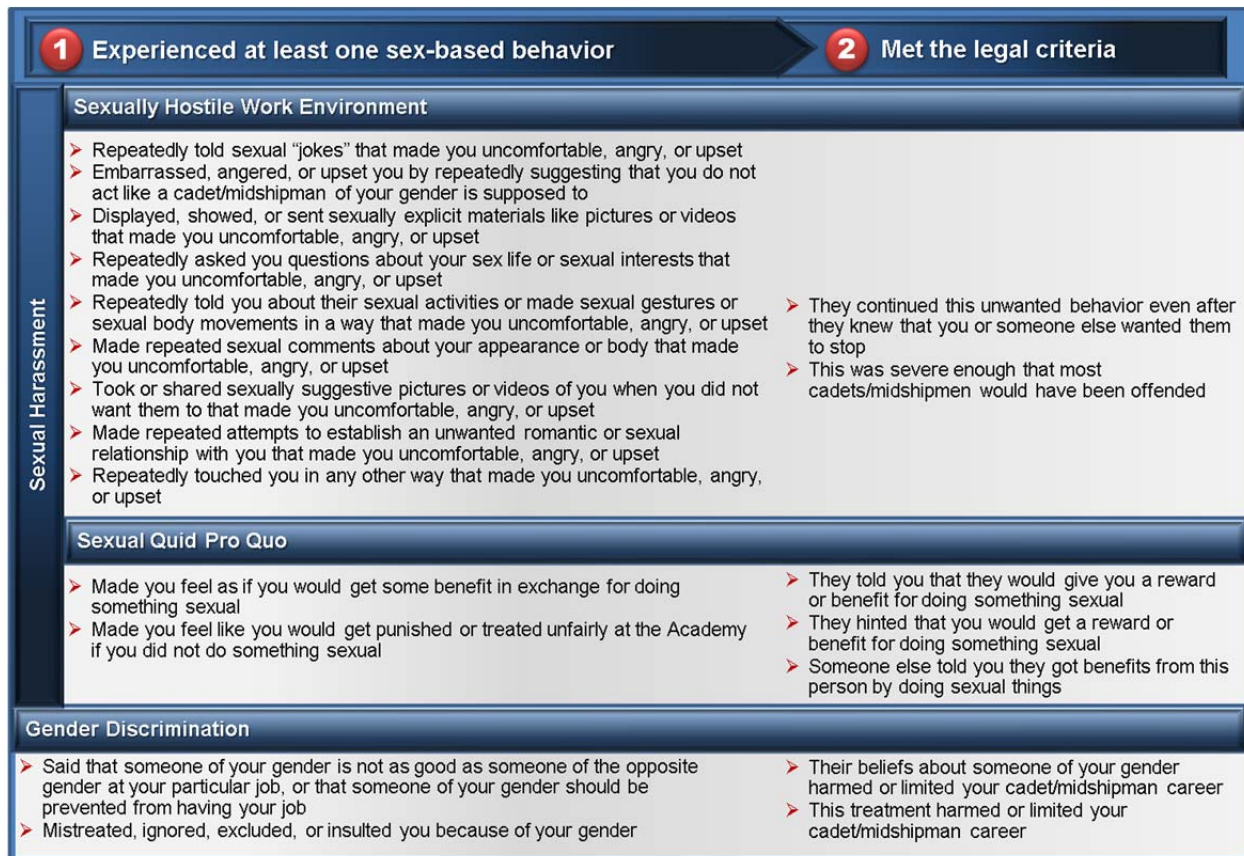 1 Experienced at least one sex-based behavior
2 Met the legal criteria
Sexual Harassment
Sexually Hostile Work Environment
➢ Repeatedly told sexual “jokes” that made you uncomfortable, angry, or upset
➢ Embarrassed, angered, or upset you by repeatedly suggesting that you do not
act like a cadet/midshipman of your gender is supposed to
➢ Displayed, showed, or sent sexually explicit materials like pictures or videos
that made you uncomfortable, angry, or upset
➢ Repeatedly asked you questions about your sex life or sexual interests that
made you uncomfortable, angry, or upset
➢ Repeatedly told you about their sexual activities or made sexual gestures or
sexual body movements in a way that made you uncomfortable, angry, or upset
➢ Made repeated sexual comments about your appearance or body that made
you uncomfortable, angry, or upset
➢ Took or shared sexually suggestive pictures or videos of you when you did not
want them to that made you uncomfortable, angry, or upset
➢ Made repeated attempts to establish an unwanted romantic or sexual
relationship with you that made you uncomfortable, angry, or upset
➢ Repeatedly touched you in any other way that made you uncomfortable, angry,
or upset
➢ They continued this unwanted behavior even after
they knew that you or someone else wanted them
to stop
➢ This was severe enough that most
cadets/midshipmen would have been offended
Sexual Quid Pro Quo
➢ Made you feel as if you would get some benefit in exchange for doing
something sexual
➢ Made you feel like you would get punished or treated unfairly at the Academy
if you did not do something sexual
➢ They told you that they would give you a reward
or benefit for doing something sexual
➢ They hinted that you would get a reward or
benefit for doing something sexual
➢ Someone else told you they got benefits from this
person by doing sexual things
Gender Discrimination
➢ Said that someone of your gender is not as good as someone of the opposite
gender at your particular job, or that someone of your gender should be
prevented from having your job
➢ Mistreated, ignored, excluded, or insulted you because of your gender
➢ Their beliefs about someone of your gender
harmed or limited your cadet/midshipman career
➢ This treatment harmed or limited your
cadet/midshipman career